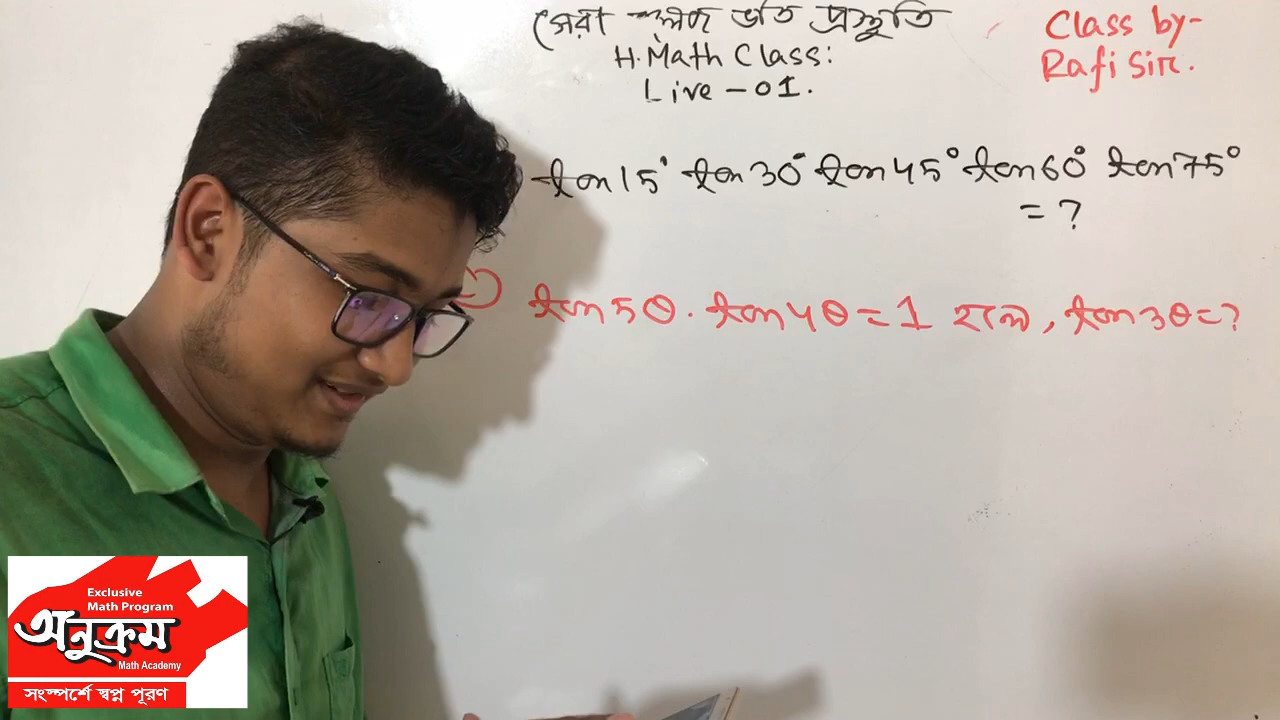 সেরা কলেজ ভর্তি প্রস্তুতি
H.Math Class:
Live-01.
Class by-
Rafi Sir.
tan15° tan30° tan45° tan60° tan75°
= ?
tan5θ. tan4θ = 1 হলে, tan3θ = ?
Exclusive
Math Program
অনুক্রম
Math Academy
সংস্পর্শে স্বপ্ন পূরণ